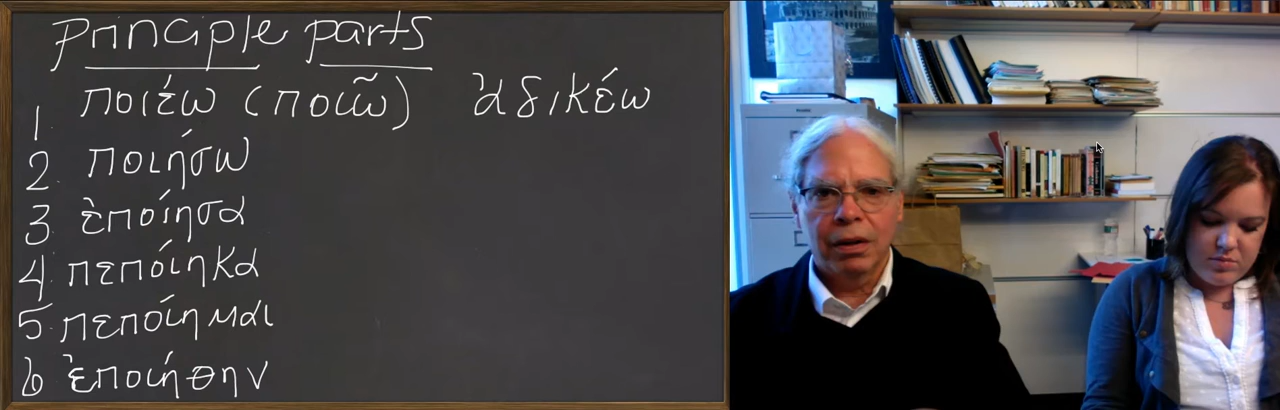 Principle parts
1 ποιέω (ποιῶ) ἀδικέω
2. ποιήσω
3. ἐποίησα
4. πεποίηκα
5. πεποίημαι
6 ἐποιήθην